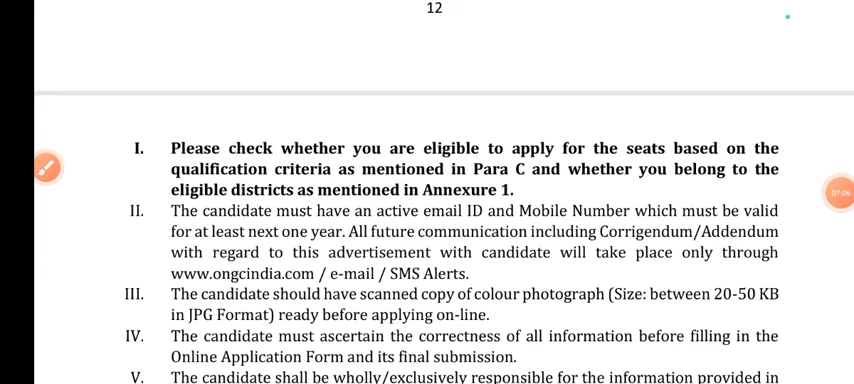 12
I. Please check whether you are eligible to apply for the seats based on the
qualification criteria as mentioned in Para C and whether you belong to the
eligible districts as mentioned in Annexure 1.
II. The candidate must have an active email ID and Mobile Number which must be valid
for at least next one year. All future communication including Corrigendum/Addendum
with regard to this advertisement with candidate will take place only through
www.ongcindia.com / e-mail / SMS Alerts.
III. The candidate should have scanned copy of colour photograph (Size: between 20-50 KB
in JPG Format) ready before applying on-line.
IV. The candidate must ascertain the correctness of all information before filling in the
Online Application Form and its final submission.
V. The candidate shall be wholly/exclusively responsible for the information provided in
07:06